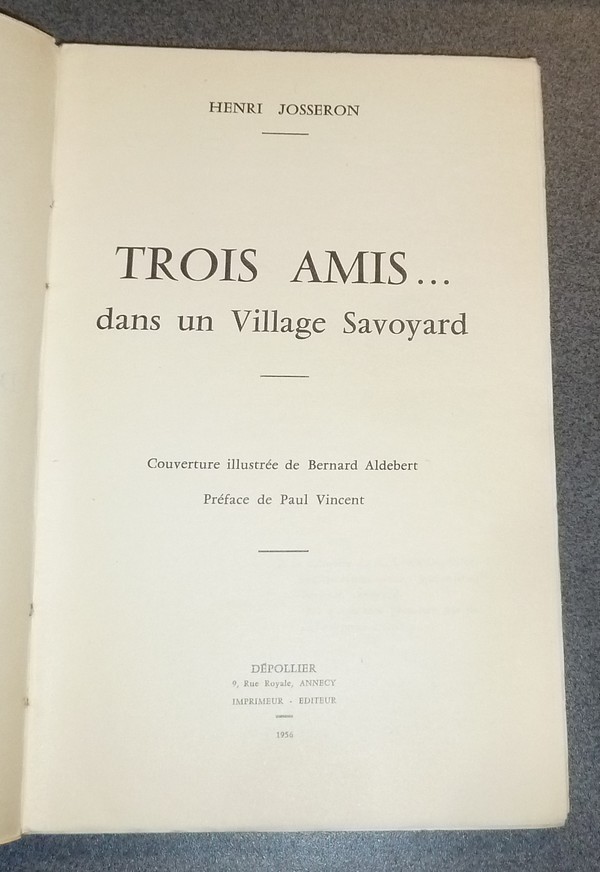 HENRI JOSSERON
TROIS AMIS...
dans un Village Savoyard
Couverture illustrée de Bernard Aldebert
Préface de Paul Vincent
DÉPOLLIER
9, Rue Royale, ANNECY
IMPRIMEUR - EDITEUR
1956